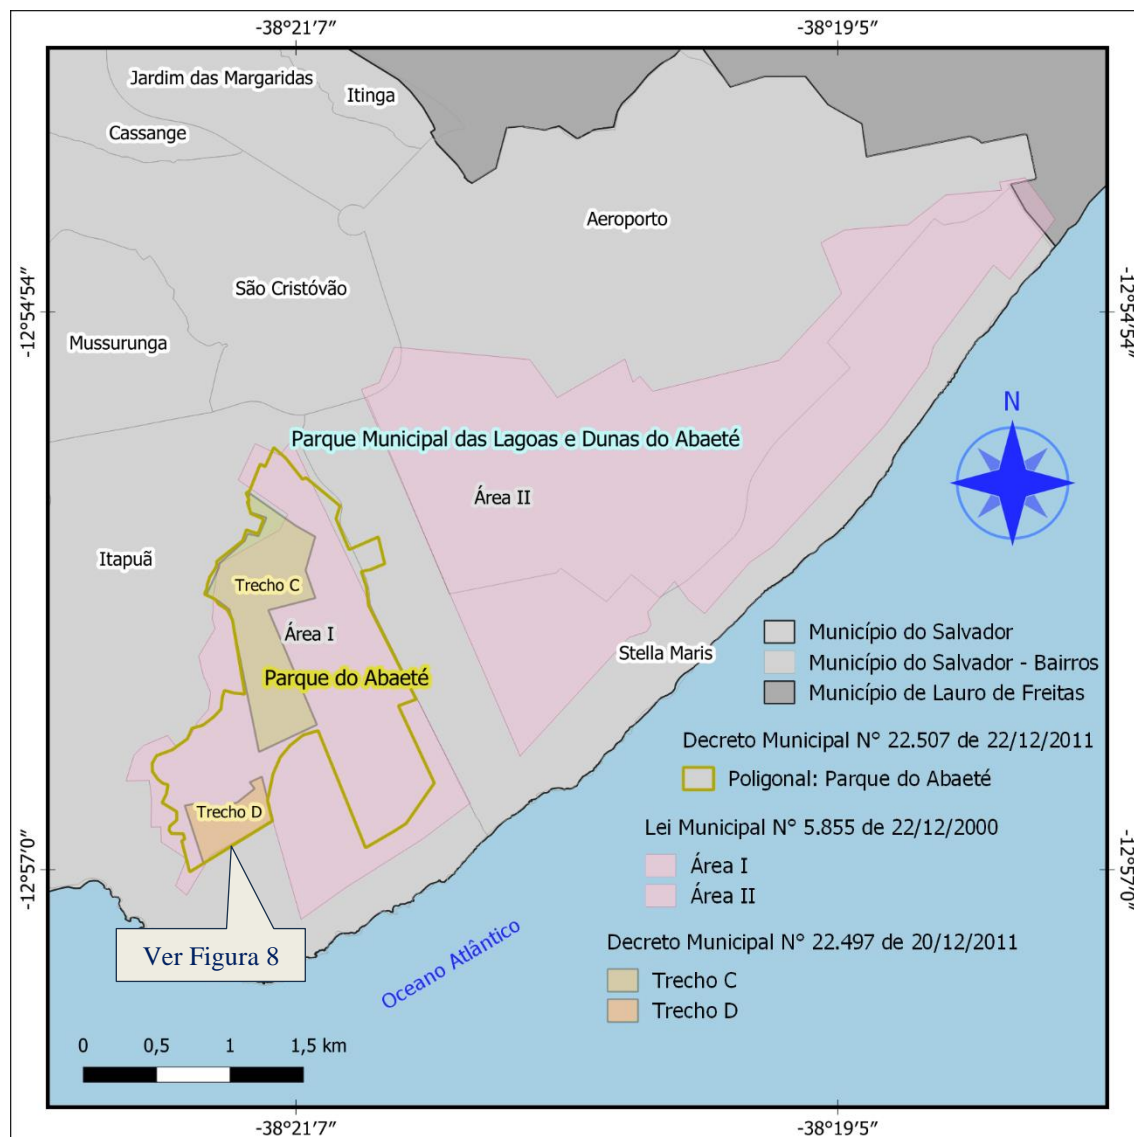 -38°21′7″
-38°19′5″
Jardim das Margaridas
Itinga
Cassange
Aeroporto
São Cristóvão
-12°54′54″
-12°54′54″
Mussurunga
N
Parque Municipal das Lagoas e Dunas do Abaeté
Área II
Itapuã
Trecho C
Área I
Stella Maris
Parque do Abaeté
Município do Salvador
Município do Salvador - Bairros
Município de Lauro de Freitas
Decreto Municipal N° 22.507 de 22/12/2011
Poligonal: Parque do Abaeté
Trecho D
Lei Municipal N° 5.855 de 22/12/2000
Área I
Área II
-12°57′0″
-12°57′0″
Ver Figura 8
Oceano Atlântico
Decreto Municipal N° 22.497 de 20/12/2011
Trecho C
Trecho D
0 0,5 1 1,5 km
-38°21′7″
-38°19′5″